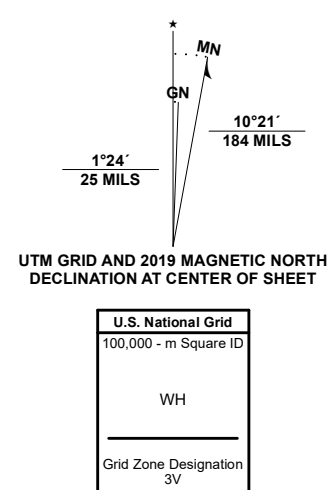 ★
MN
GN
10°21´
184 MILS
1°24´
25 MILS
UTM GRID AND 2019 MAGNETIC NORTH
DECLINATION AT CENTER OF SHEET
U.S. National Grid
100,000 - m Square ID
WH
Grid Zone Designation
3V